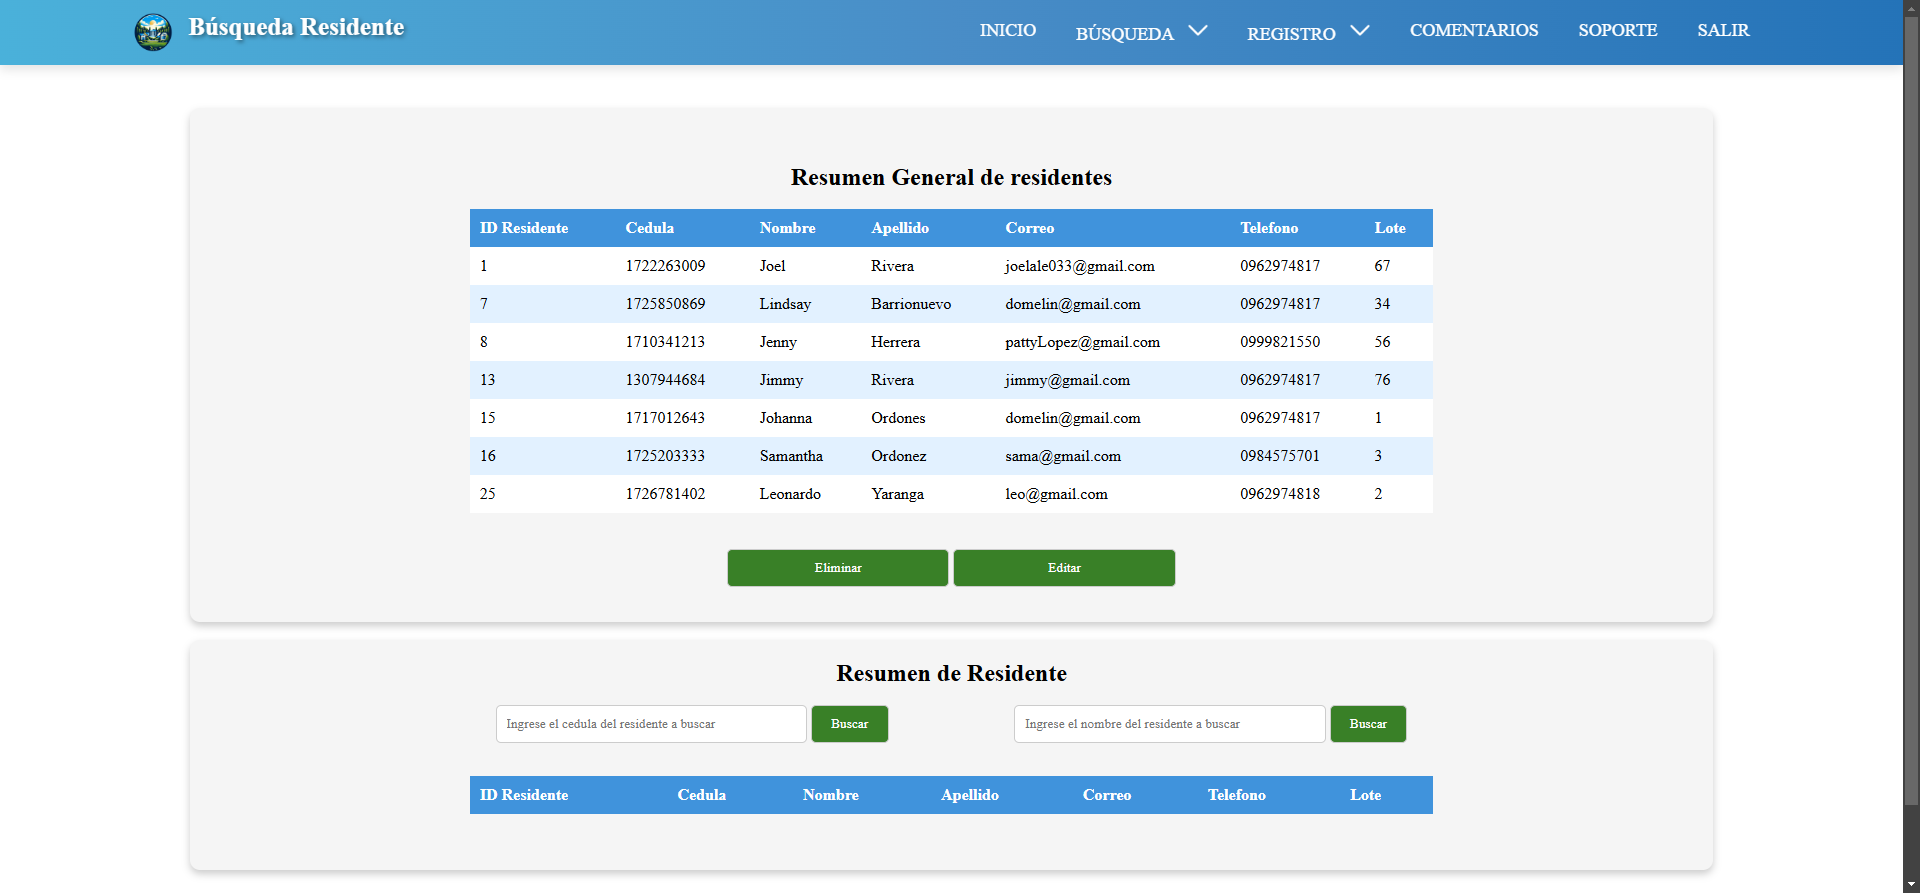 Búsqueda Residente INICIO BÚSQUEDA REGISTRO COMENTARIOS SOPORTE SALIR
Resumen General de residentes
ID Residente Cedula Nombre Apellido Correo Telefono Lote
1 1722263009 Joel Rivera joelale033@gmail.com 0962974817 67
7 1725850869 Lindsay Barrionuevo domelin@gmail.com 0962974817 34
8 1710341213 Jenny Herrera pattyLopez@gmail.com 0999821550 56
13 1307944684 Jimmy Rivera jimmy@gmail.com 0962974817 76
15 1717012643 Johanna Ordones domelin@gmail.com 0962974817 1
16 1725203333 Samantha Ordonez sama@gmail.com 0984575701 3
25 1726781402 Leonardo Yaranga leo@gmail.com 0962974818 2
Eliminar Editar
Resumen de Residente
Ingrese el cedula del residente a buscar Buscar Ingrese el nombre del residente a buscar Buscar
ID Residente Cedula Nombre Apellido Correo Telefono Lote